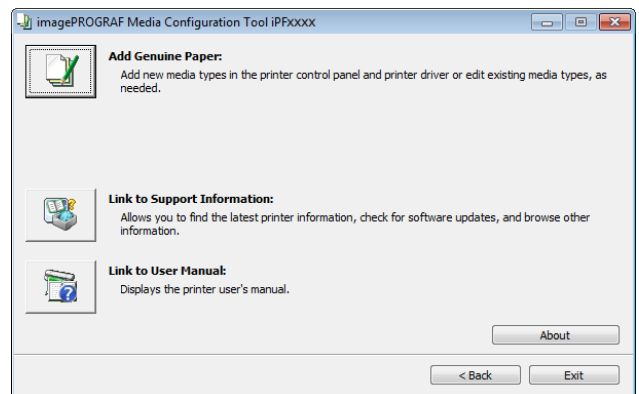 imagePROGRAF Media Configuration Tool iPFxxxx
Add Genuine Paper:
Add new media types in the printer control panel and printer driver or edit existing media types, as
needed.
Link to Support Information:
Allows you to find the latest printer information, check for software updates, and browse other
information.
Link to User Manual:
Displays the printer user's manual.
About
< Back
Exit